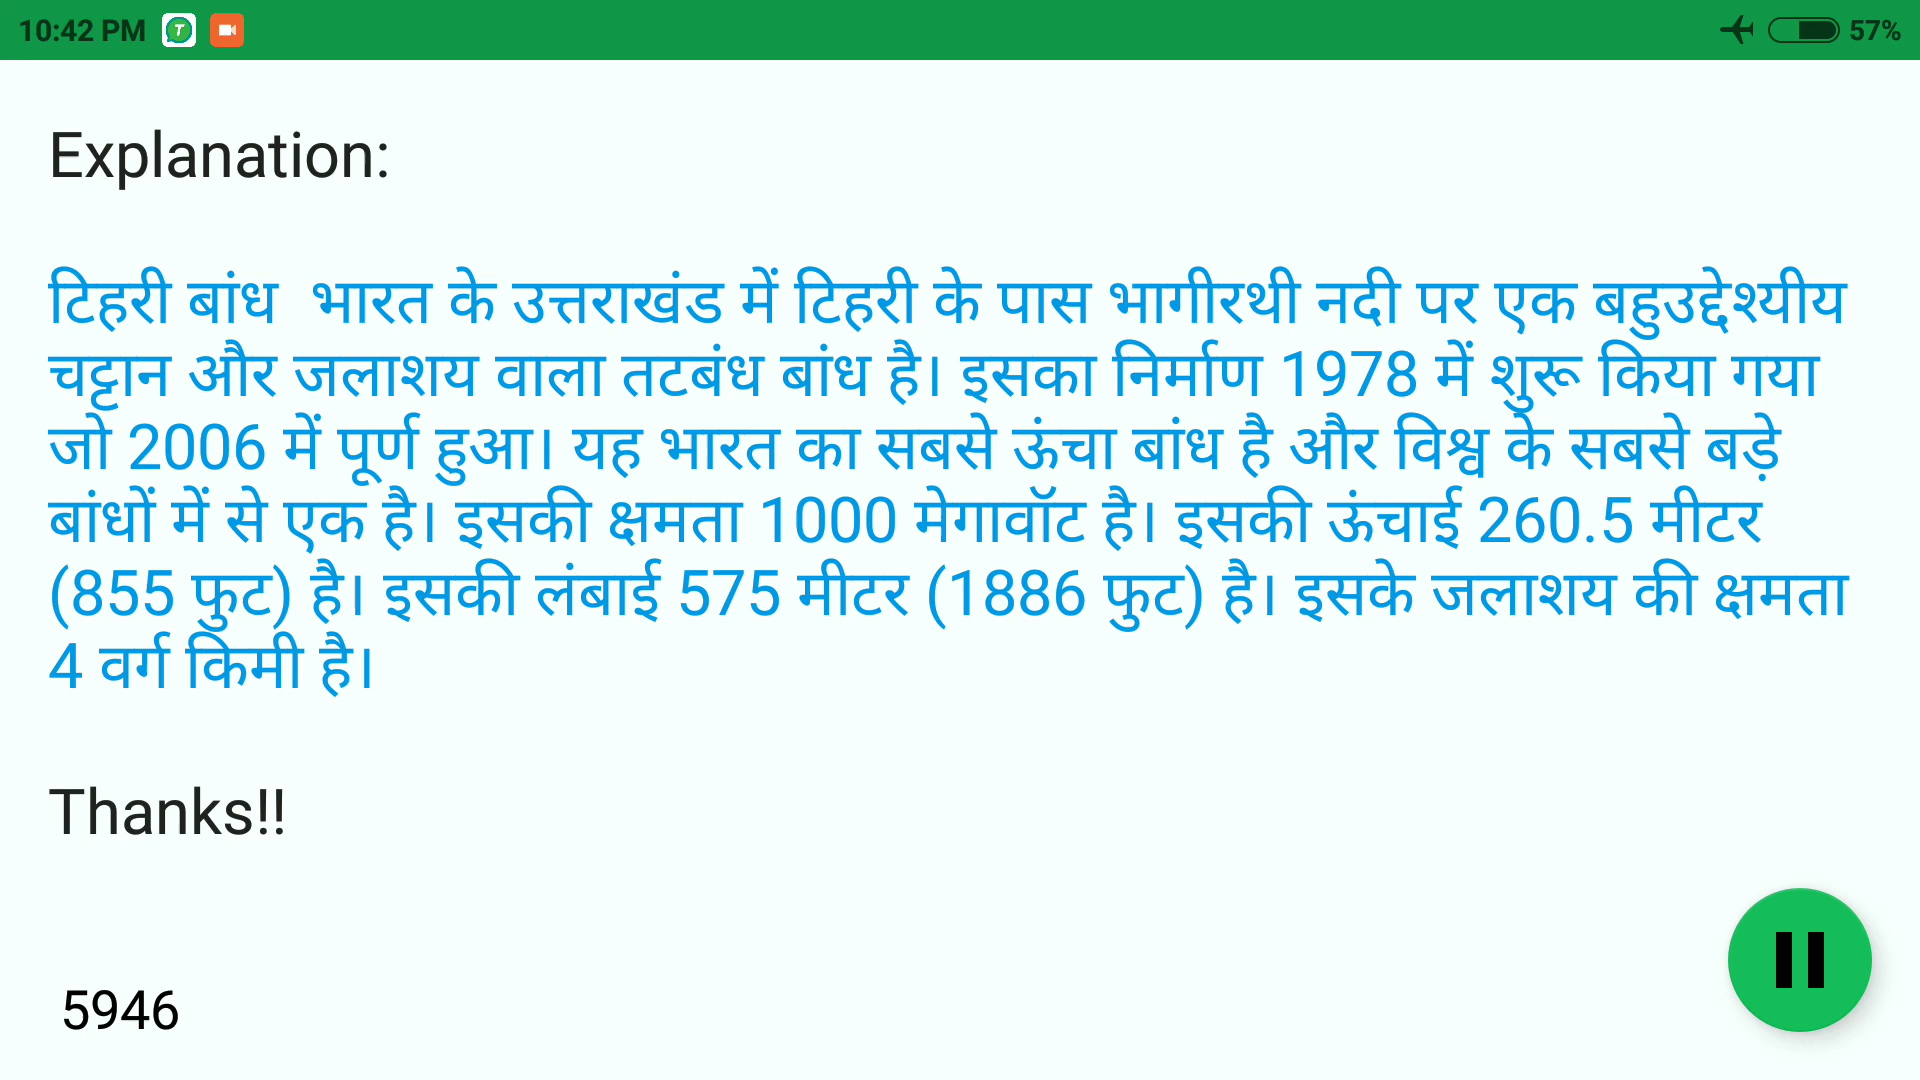 10:42 PM 57%
Explanation:
टिहरी बांध  भारत के उत्तराखंड में टिहरी के पास भागीरथी नदी पर एक बहुउद्देश्यीय
चट्टान और जलाशय वाला तटबंध बांध है। इसका निर्माण 1978 में शुरू किया गया
जो 2006 में पूर्ण हुआ। यह भारत का सबसे ऊंचा बांध है और विश्व के सबसे बड़े
बांधों में से एक है। इसकी क्षमता 1000 मेगावॉट है। इसकी ऊंचाई 260.5 मीटर
(855 फुट) है। इसकी लंबाई 575 मीटर (1886 फुट) है। इसके जलाशय की क्षमता
4 वर्ग किमी है।
Thanks!!
5946